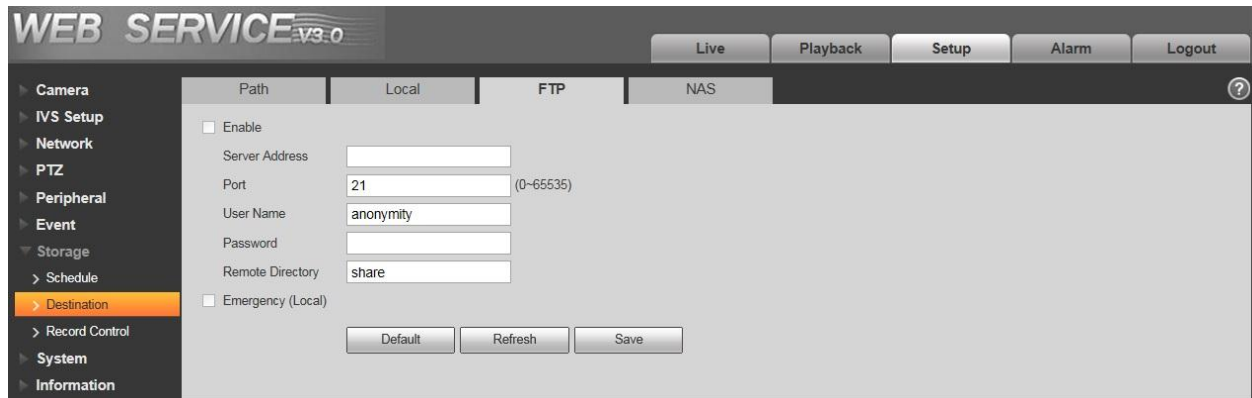 WEB SERVICE V3.0
Live Playback Setup Alarm Logout
Path Local FTP NAS ?
Camera
IVS Setup
Network
PTZ
Peripheral
Event
Storage
> Schedule
> Destination
> Record Control
System
Information
Enable
Server Address
Port 21 (0~65535)
User Name anonymity
Password
Remote Directory share
Emergency (Local)
Default Refresh Save